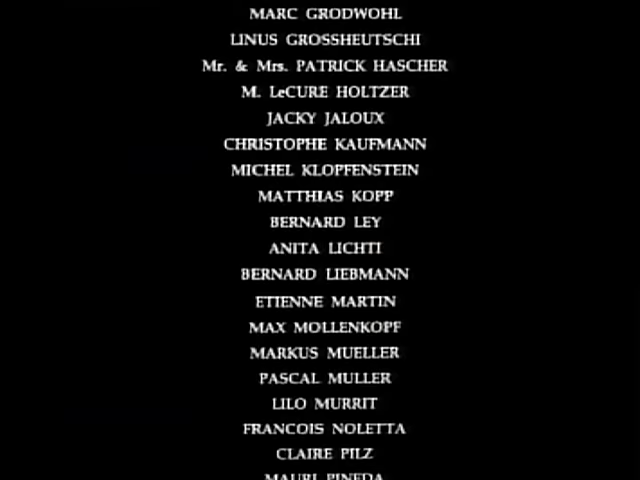 MARC GRODWOHL
LINUS GROSSHEUTSCHI
Mr. & Mrs. PATRICK HASCHER
M. LeCURE HOLTZER
JACKY JALOUX
CHRISTOPHE KAUFMANN
MICHEL KLOPFENSTEIN
MATTHIAS KOPP
BERNARD LEY
ANITA LICHTI
BERNARD LIEBMANN
ETIENNE MARTIN
MAX MOLLENKOPF
MARKUS MUELLER
PASCAL MULLER
LILO MURRIT
FRANCOIS NOLETTA
CLAIRE PILZ
MAURI PINEDA